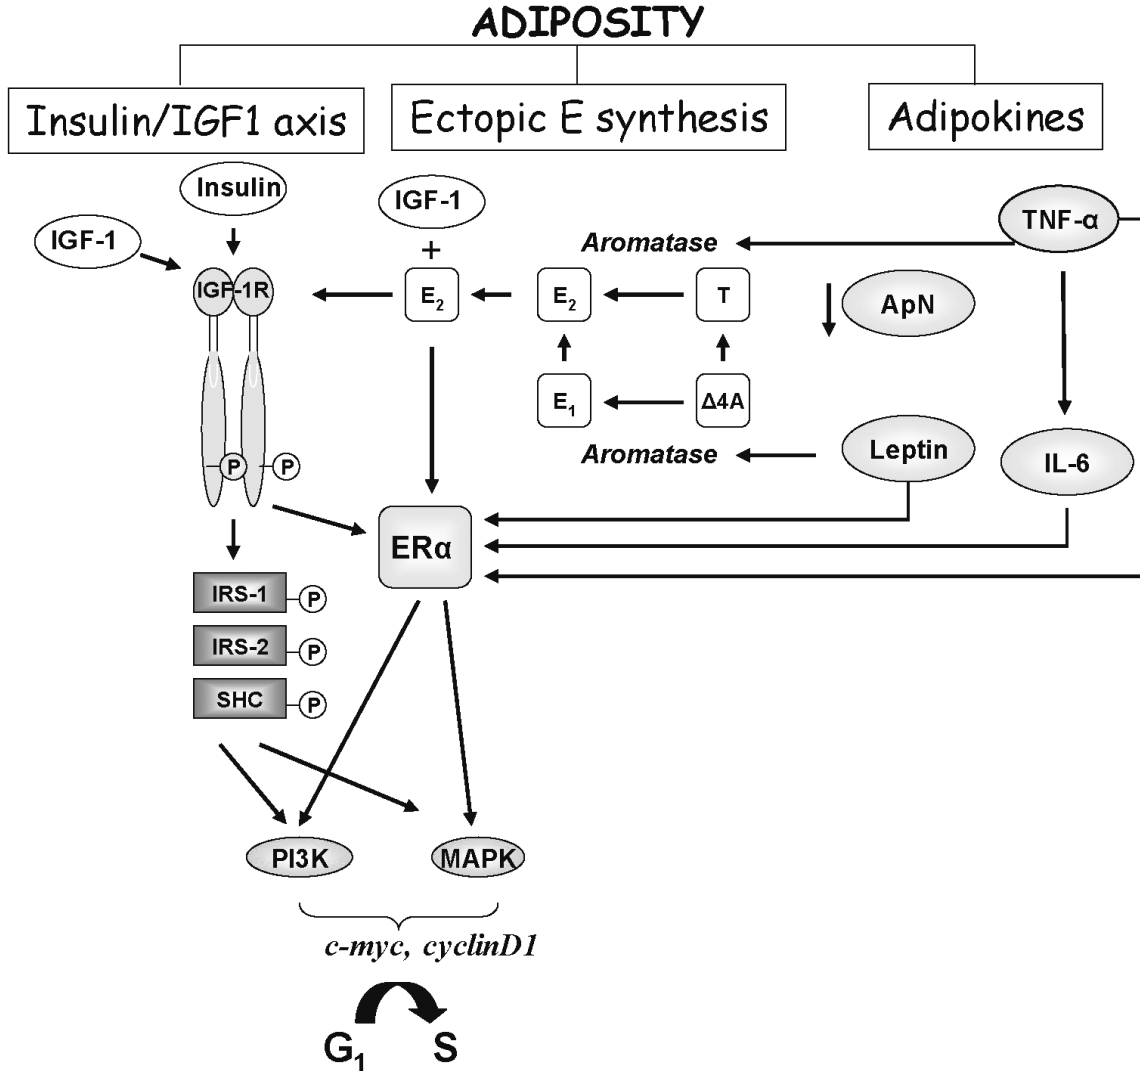 ADIPOSITY
Insulin/IGF1 axis
Ectopic E synthesis
Adipokines
Insulin
IGF-1
IGF-1
+
TNF-α
Aromatase
IGF-1R
E2
E2
T
ApN
E1
Δ4A
Aromatase
Leptin
IL-6
P
P
ERα
IRS-1
P
IRS-2
P
SHC
P
PI3K
MAPK
c-myc, cyclinD1
G1
S